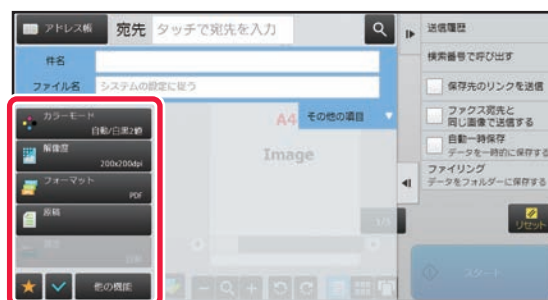 アドレス帳
宛先
タッチで宛先を入力
件名
ファイル名
システムの設定に従う
カラーモード
自動/白黒2値
解像度
200x200dpi
フォーマット
PDF
原稿
他の機能
A4
Image
その他の項目
1/1
送信履歴
検索番号で呼び出す
保存先のリンクを送信
ファクス宛先と
同じ画像で送信する
自動一時保存
データを一時的に保存する
ファイリング
データをフォルダーに保存する
リセット
スタート